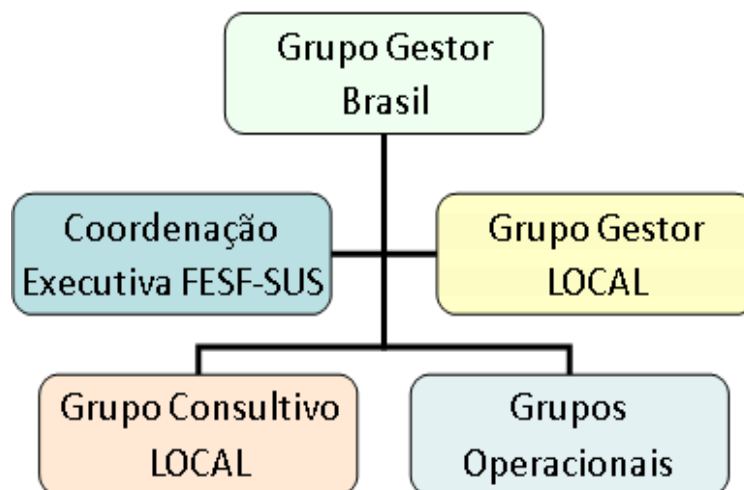 Grupo Gestor
Brasil
Coordenação
Executiva FESF-SUS
Grupo Gestor
LOCAL
Grupo Consultivo
LOCAL
Grupos
Operacionais